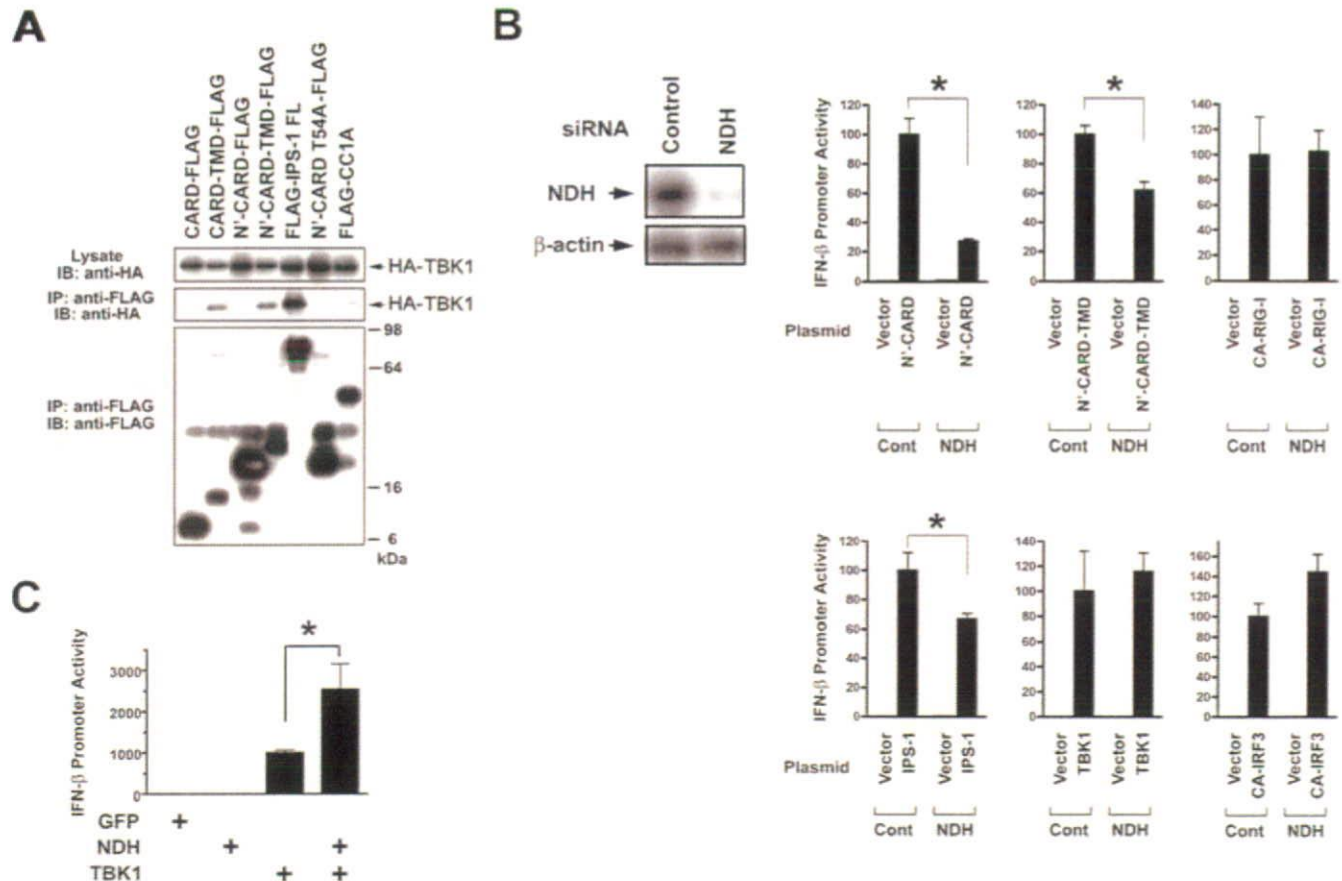 A
CARD-FLAG
CARD-TMD-FLAG
N'-CARD-FLAG
N'-CARD-TMD-FLAG
FLAG-IPS-1 FL
N'-CARD T54A-FLAG
FLAG-CC1A
Lysate
IB: anti-HA
HA-TBK1
IP: anti-FLAG
IB: anti-HA
HA-TBK1
IP: anti-FLAG
IB: anti-FLAG
98
64
16
6
kDa
B
siRNA
Control
NDH
NDH
β-actin
IFN-β Promoter Activity
120
100
80
60
40
20
0
*
Plasmid
Vector
N'-CARD
Vector
N'-CARD
Cont
NDH
120
100
80
60
40
20
0
*
Vector
N'-CARD-TMD
Vector
N'-CARD-TMD
Cont
NDH
140
120
100
80
60
40
20
0
Vector
CA-RIG-I
Vector
CA-RIG-I
Cont
NDH
IFN-β Promoter Activity
120
100
80
60
40
20
0
*
Plasmid
Vector
IPS-1
Vector
IPS-1
Cont
NDH
140
120
100
80
60
40
20
0
Vector
TBK1
Vector
TBK1
Cont
NDH
160
140
120
100
80
60
40
20
0
Vector
CA-IRF3
Vector
CA-IRF3
Cont
NDH
C
IFN-β Promoter Activity
3000
2000
1000
0
*
GFP +
NDH + +
TBK1 + +